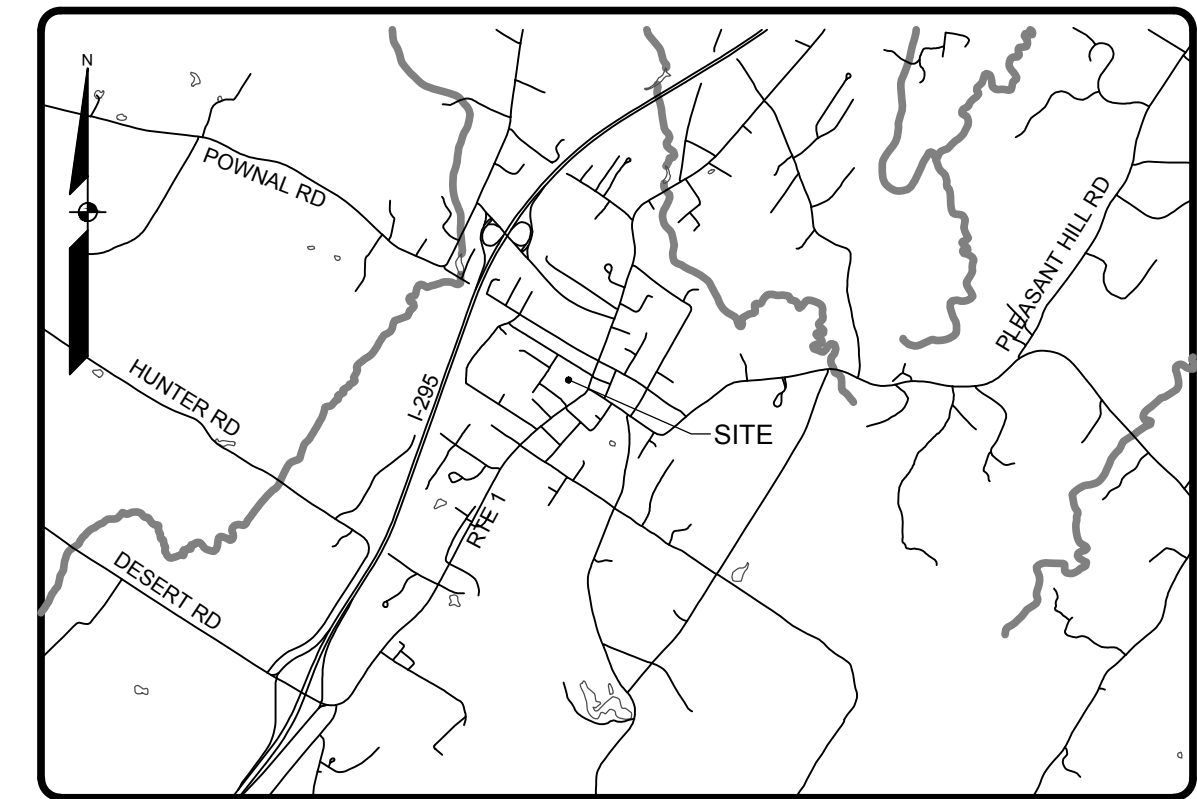 N
POWNAL RD
PLEASANT HILL RD
HUNTER RD
I-295
SITE
RTE 1
DESERT RD